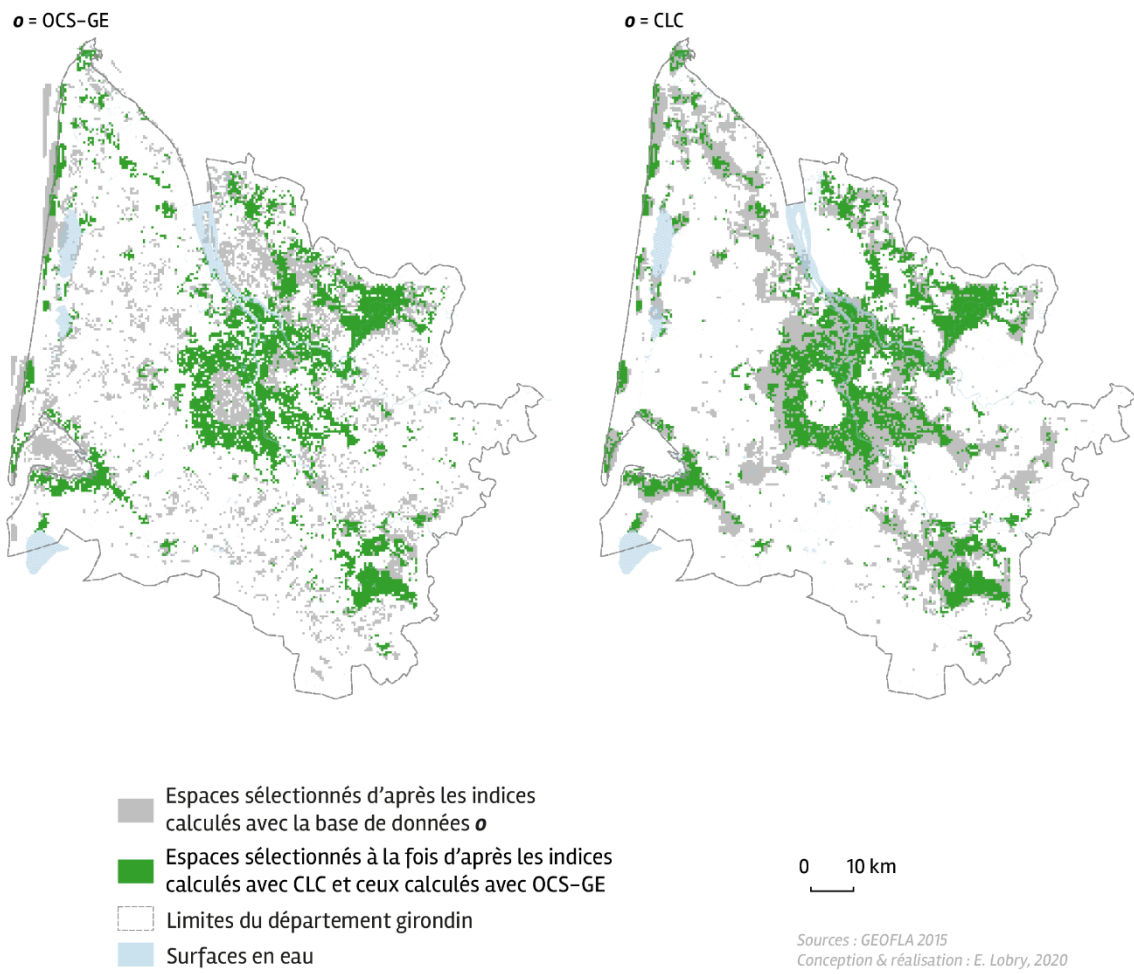 o = OCS-GE
o = CLC
Espaces sélectionnés d'après les indices
calculés avec la base de données o
Espaces sélectionnés à la fois d'après les indices
calculés avec CLC et ceux calculés avec OCS-GE
Limites du département girondin
Surfaces en eau
0 10 km
Sources : GEOFLA 2015
Conception & réalisation : E. Lobry, 2020